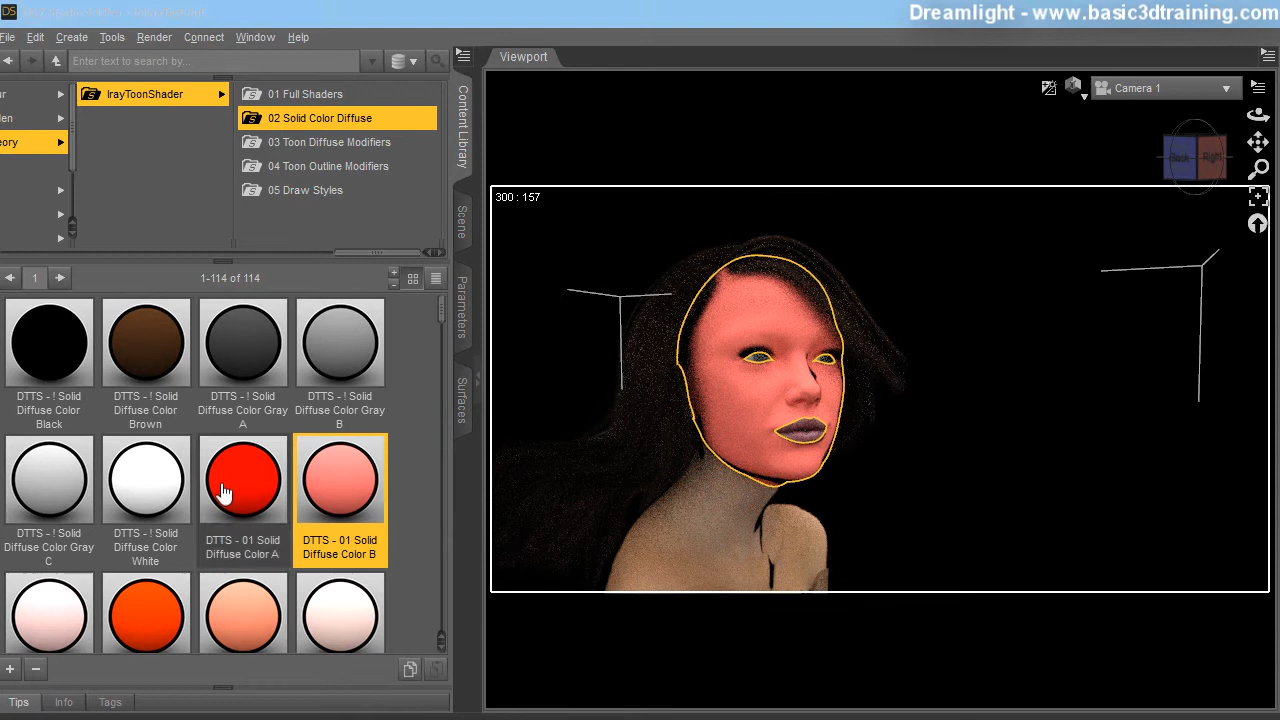 DS
Dreamlight - www.basic3dtraining.com
File Edit Create Tools Render Connect Window Help
Enter text to search by...
IrayToonShader
01 Full Shaders
02 Solid Color Diffuse
03 Toon Diffuse Modifiers
04 Toon Outline Modifiers
05 Draw Styles
1
1-114 of 114
DTTS - ! Solid
Diffuse Color
Black
DTTS - ! Solid
Diffuse Color
Brown
DTTS - ! Solid
Diffuse Color Gray
A
DTTS - ! Solid
Diffuse Color Gray
B
DTTS - ! Solid
Diffuse Color Gray
C
DTTS - ! Solid
Diffuse Color
White
DTTS - 01 Solid
Diffuse Color A
DTTS - 01 Solid
Diffuse Color B
Tips Info Tags
Content Library
Scene
Parameters
Surfaces
Viewport
Camera 1
Back Right
300 : 157